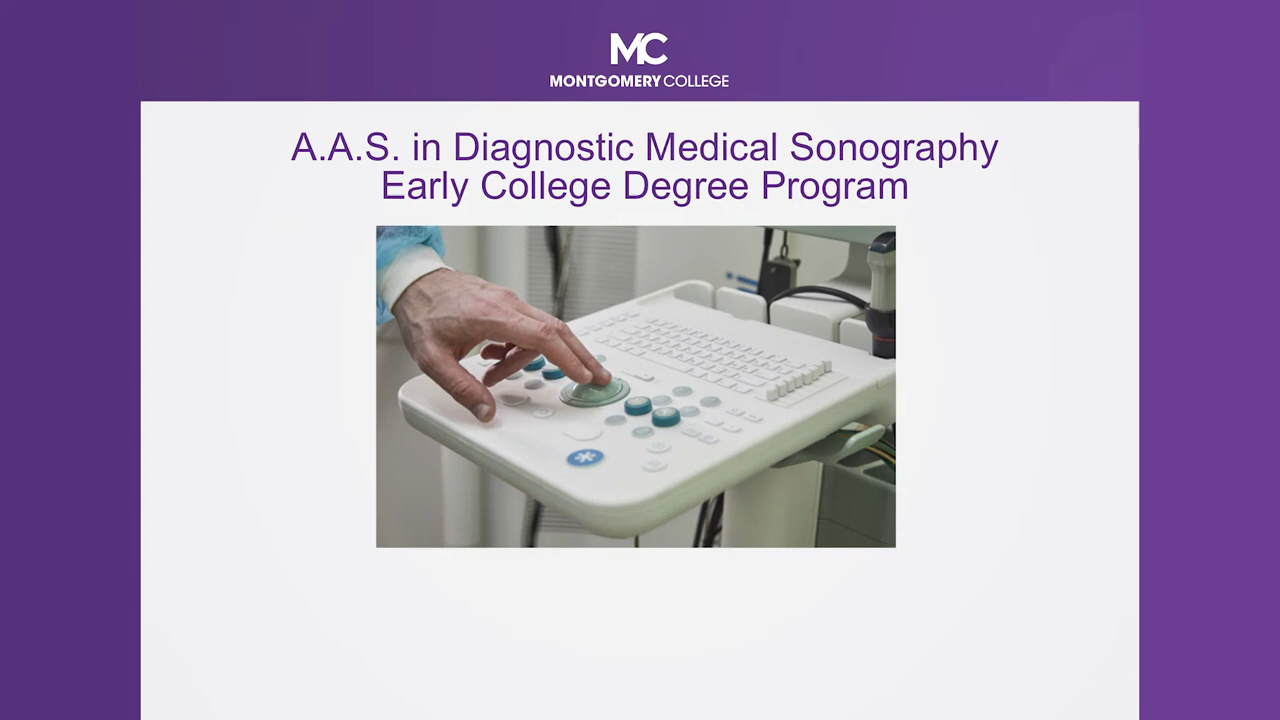 MC
MONTGOMERY COLLEGE
A.A.S. in Diagnostic Medical Sonography
Early College Degree Program